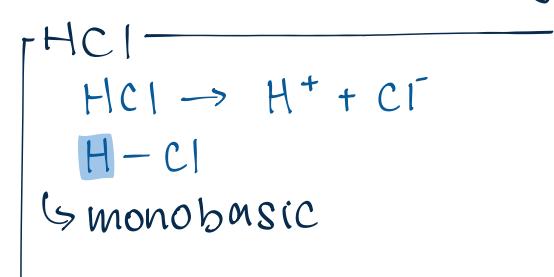 HCl
HCl → H⁺ + Cl⁻
H – Cl
↳ monobasic